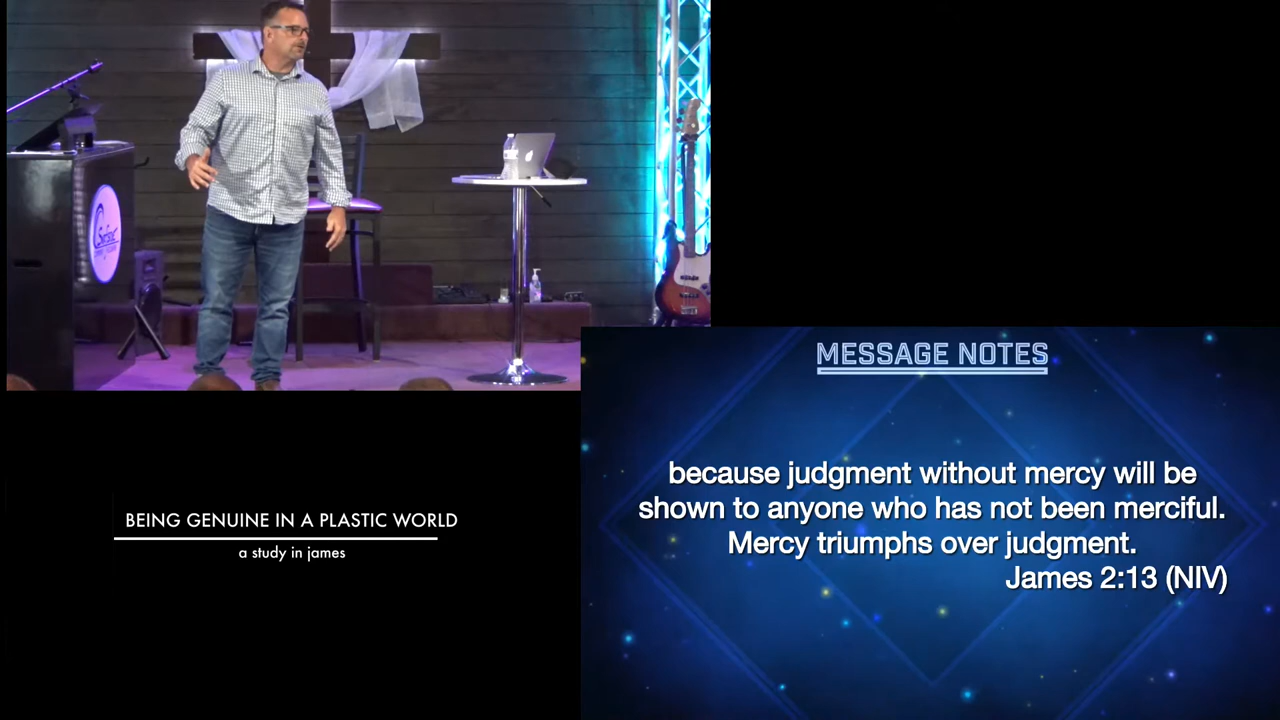 MESSAGE NOTES
because judgment without mercy will be
shown to anyone who has not been merciful.
Mercy triumphs over judgment.
James 2:13 (NIV)
BEING GENUINE IN A PLASTIC WORLD
a study in james